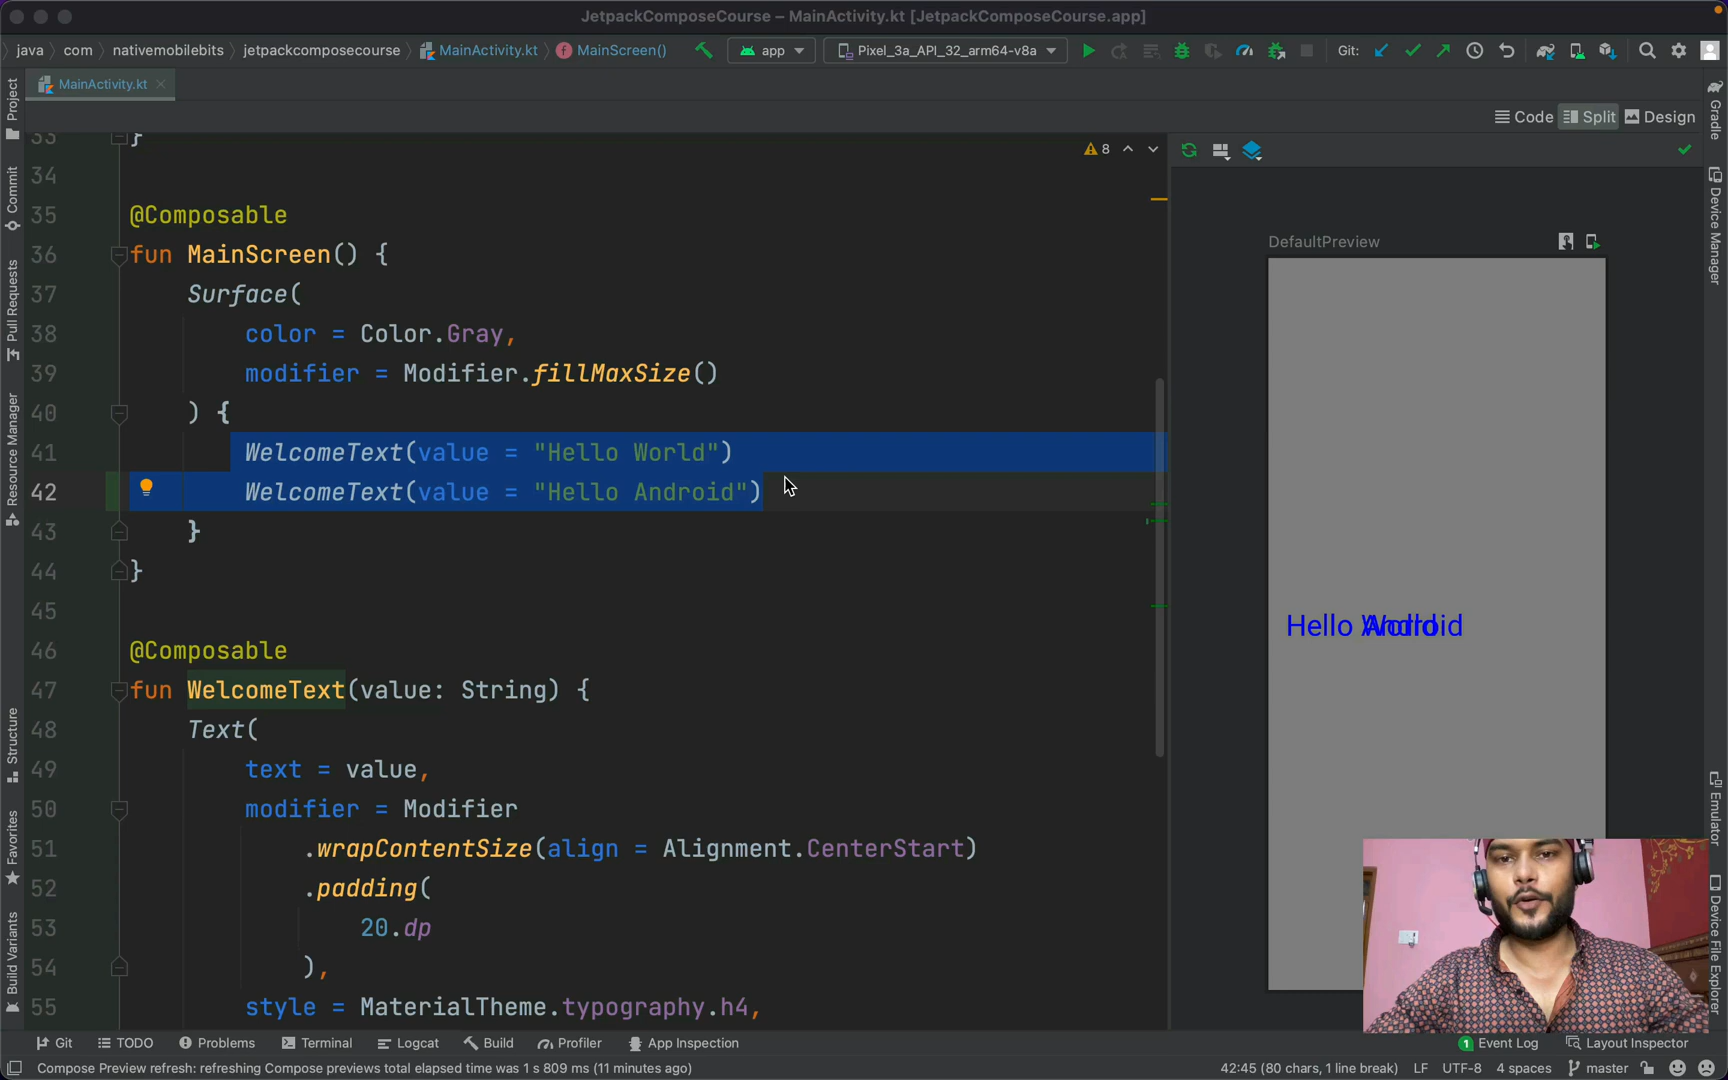 JetpackComposeCourse – MainActivity.kt [JetpackComposeCourse.app]
java com nativemobilebits jetpackcomposecourse MainActivity.kt MainScreen() app Pixel_3a_API_32_arm64-v8a Git:
MainActivity.kt
Code Split Design
8
33 }
34
35 @Composable
36 fun MainScreen() {
37 Surface(
38 color = Color.Gray,
39 modifier = Modifier.fillMaxSize()
40 ) {
41 WelcomeText(value = "Hello World")
42 WelcomeText(value = "Hello Android")
43 }
44 }
45
46 @Composable
47 fun WelcomeText(value: String) {
48 Text(
49 text = value,
50 modifier = Modifier
51 .wrapContentSize(align = Alignment.CenterStart)
52 .padding(
53 20.dp
54 ),
55 style = MaterialTheme.typography.h4,
DefaultPreview
Hello World
Hello Android
Project
Commit
Pull Requests
Resource Manager
Structure
Favorites
Build Variants
Gradle
Device Manager
Emulator
Device File Explorer
Git TODO Problems Terminal Logcat Build Profiler App Inspection 1 Event Log Layout Inspector
Compose Preview refresh: refreshing Compose previews total elapsed time was 1 s 809 ms (11 minutes ago) 42:45 (80 chars, 1 line break) LF UTF-8 4 spaces master